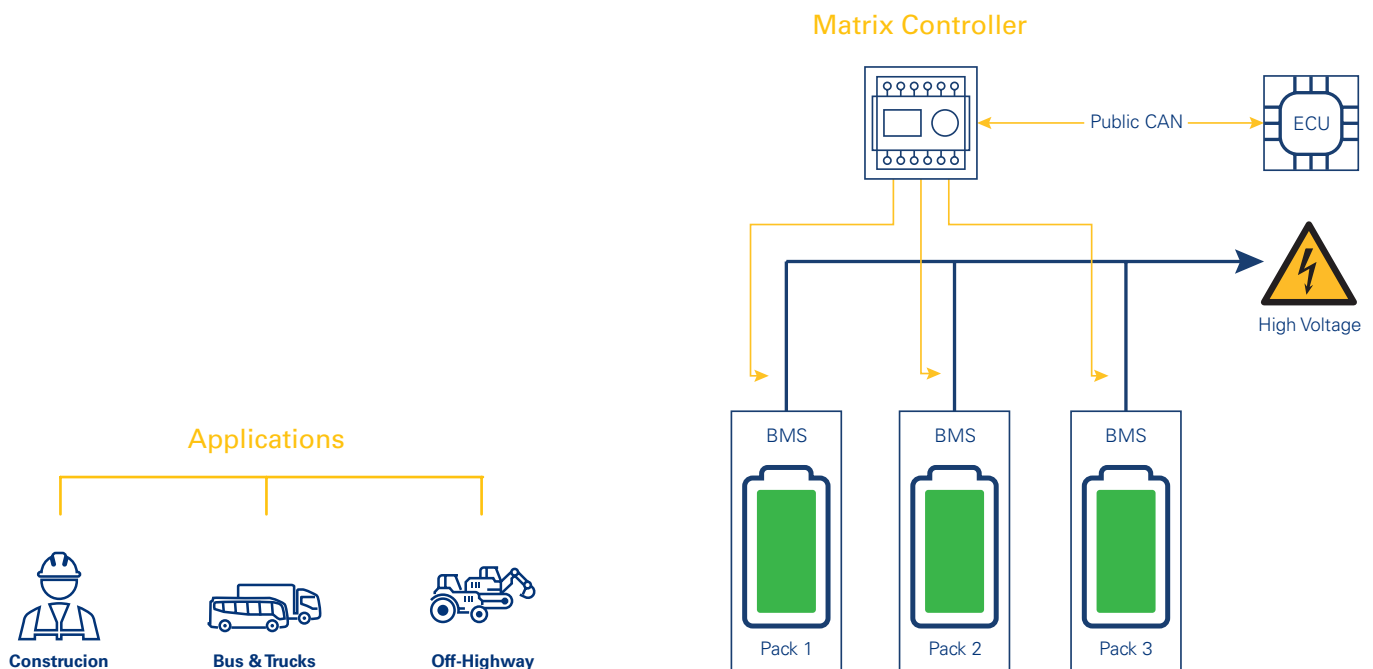 Matrix Controller
Public CAN
ECU
High Voltage
Applications
BMS
BMS
BMS
Construcion
Bus & Trucks
Off-Highway
Pack 1
Pack 2
Pack 3